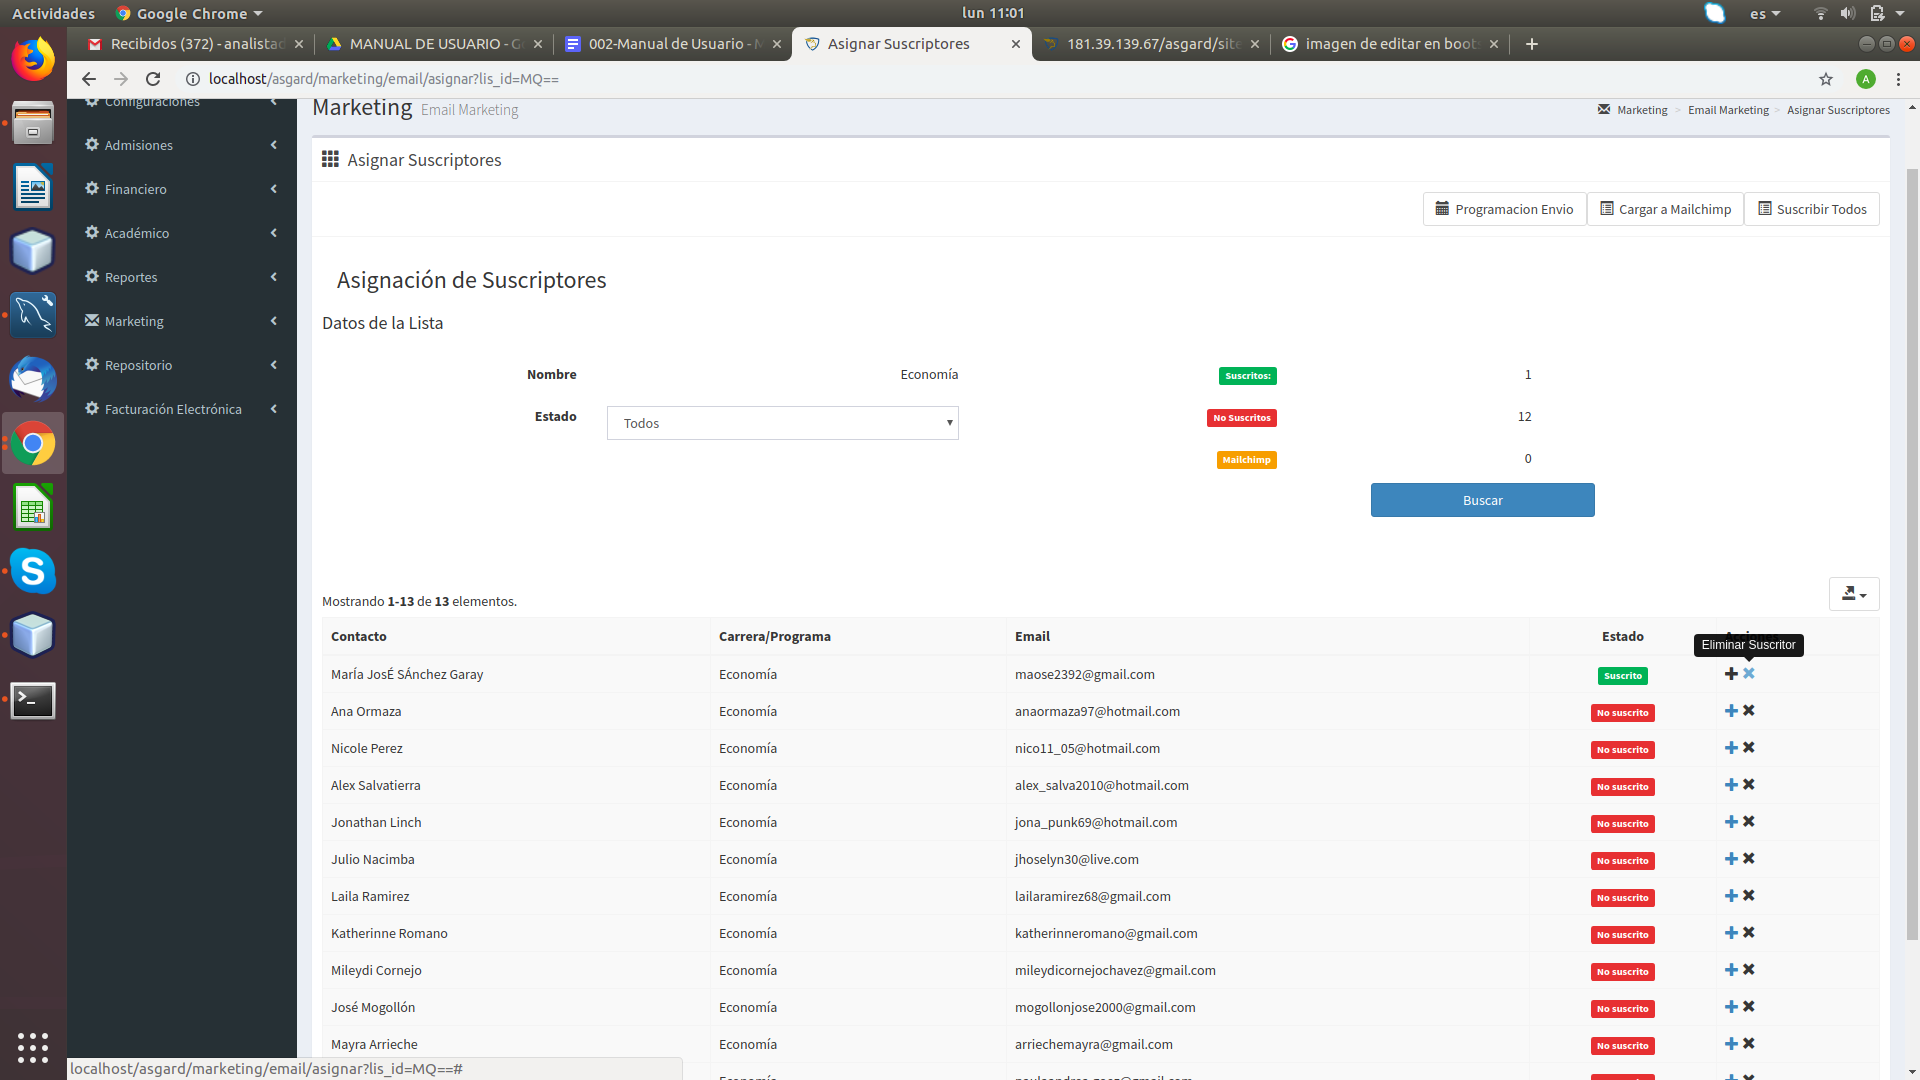 Actividades
Google Chrome
lun 11:01
es
Recibidos (372) - analistad
MANUAL DE USUARIO - G
002-Manual de Usuario - M
Asignar Suscriptores
181.39.139.67/asgard/site
imagen de editar en boots
localhost/asgard/marketing/email/asignar?lis_id=MQ==
A
Configuraciones
Admisiones
Financiero
Académico
Reportes
Marketing
Repositorio
Facturación Electrónica
Marketing Email Marketing
Marketing > Email Marketing > Asignar Suscriptores
Asignar Suscriptores
Programacion Envio
Cargar a Mailchimp
Suscribir Todos
Asignación de Suscriptores
Datos de la Lista
Nombre Economía Suscritos: 1
Estado Todos No Suscritos 12
Mailchimp 0
Buscar
Mostrando 1-13 de 13 elementos.
Contacto Carrera/Programa Email Estado
Eliminar Suscritor
MarÍa JosÉ SÁnchez Garay Economía maose2392@gmail.com Suscrito
Ana Ormaza Economía anaormaza97@hotmail.com No suscrito
Nicole Perez Economía nico11_05@hotmail.com No suscrito
Alex Salvatierra Economía alex_salva2010@hotmail.com No suscrito
Jonathan Linch Economía jona_punk69@hotmail.com No suscrito
Julio Nacimba Economía jhoselyn30@live.com No suscrito
Laila Ramirez Economía lailaramirez68@gmail.com No suscrito
Katherinne Romano Economía katherinneromano@gmail.com No suscrito
Mileydi Cornejo Economía mileydicornejochavez@gmail.com No suscrito
José Mogollón Economía mogollonjose2000@gmail.com No suscrito
Mayra Arrieche Economía arriechemayra@gmail.com No suscrito
localhost/asgard/marketing/email/asignar?lis_id=MQ==#